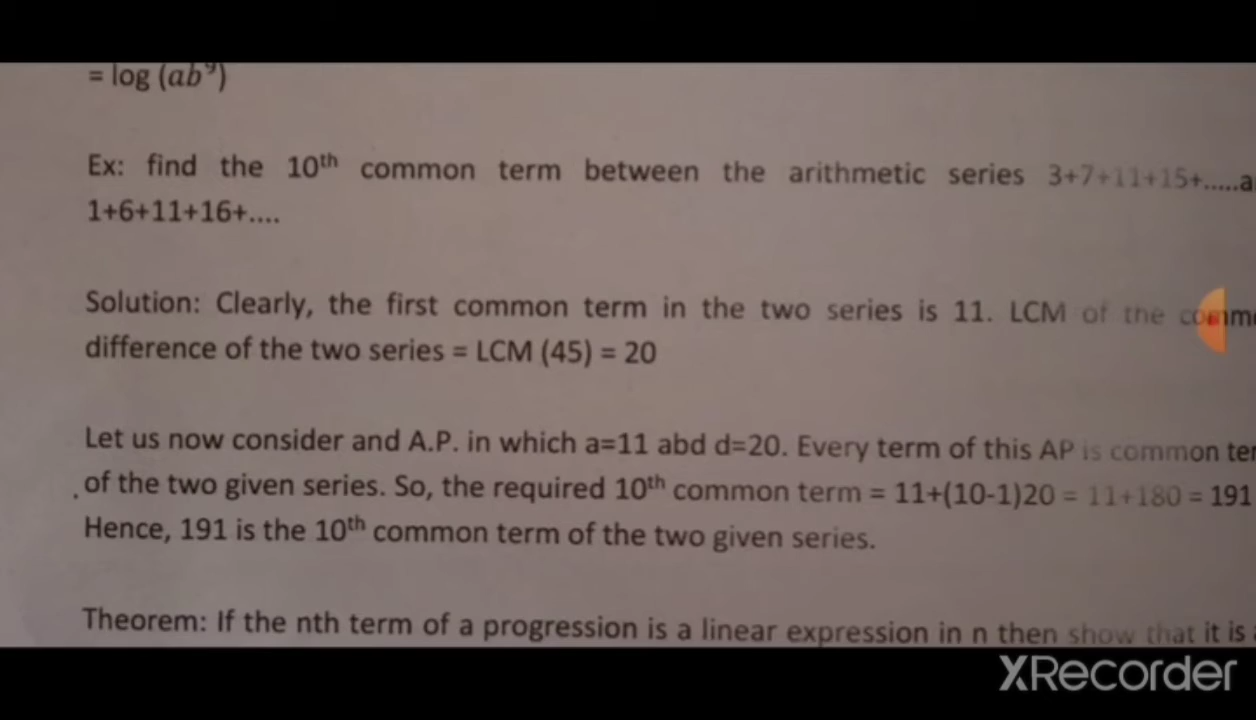 = log (ab⁹)
Ex: find the 10ᵗʰ common term between the arithmetic series 3+7+11+15+.....a
1+6+11+16+....
Solution: Clearly, the first common term in the two series is 11. LCM of the comm
difference of the two series = LCM (45) = 20
Let us now consider and A.P. in which a=11 abd d=20. Every term of this AP is common ter
of the two given series. So, the required 10ᵗʰ common term = 11+(10-1)20 = 11+180 = 191
Hence, 191 is the 10ᵗʰ common term of the two given series.
Theorem: If the nth term of a progression is a linear expression in n then show that it is
XRecorder